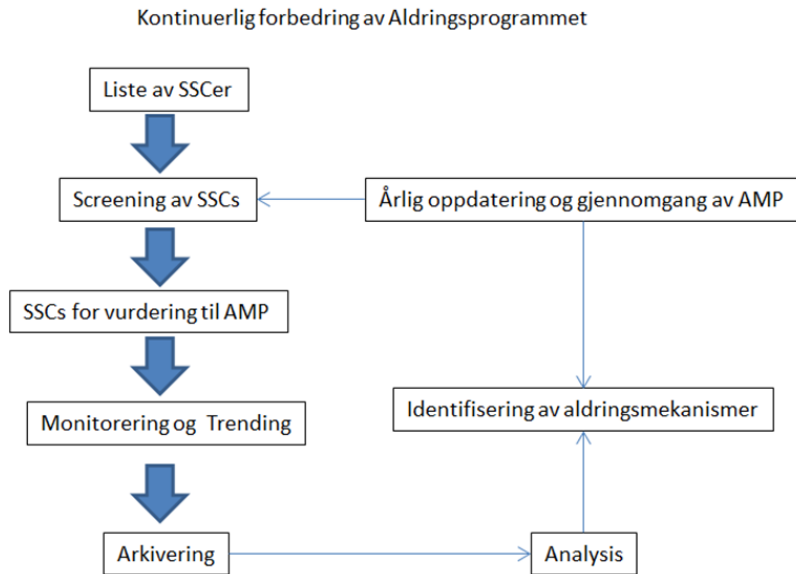 Kontinuerlig forbedring av Aldringsprogrammet
Liste av SSCer
Screening av SSCs
Årlig oppdatering og gjennomgang av AMP
SSCs for vurdering til AMP
Monitorering og Trending
Identifisering av aldringsmekanismer
Arkivering
Analysis